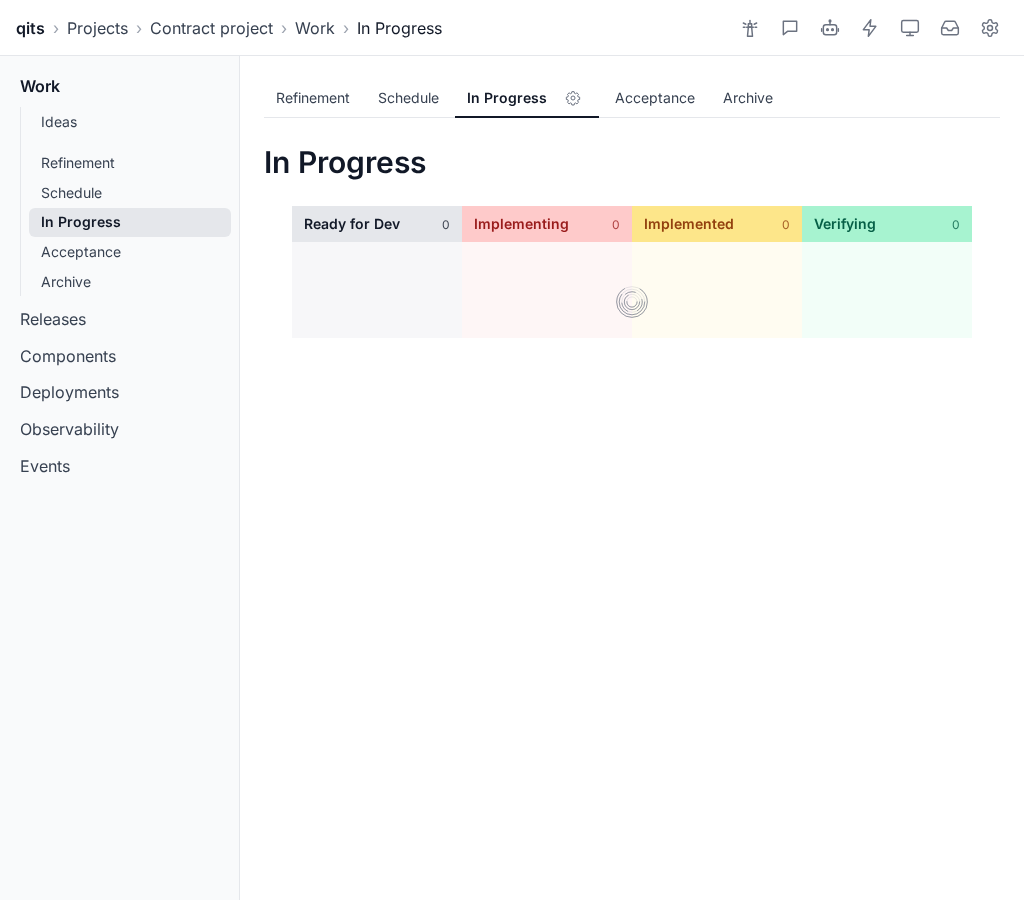 qits › Projects › Contract project › Work › In Progress
Work
Ideas
Refinement
Schedule
In Progress
Acceptance
Archive
Releases
Components
Deployments
Observability
Events
Refinement Schedule In Progress Acceptance Archive
In Progress
Ready for Dev 0 Implementing 0 Implemented 0 Verifying 0